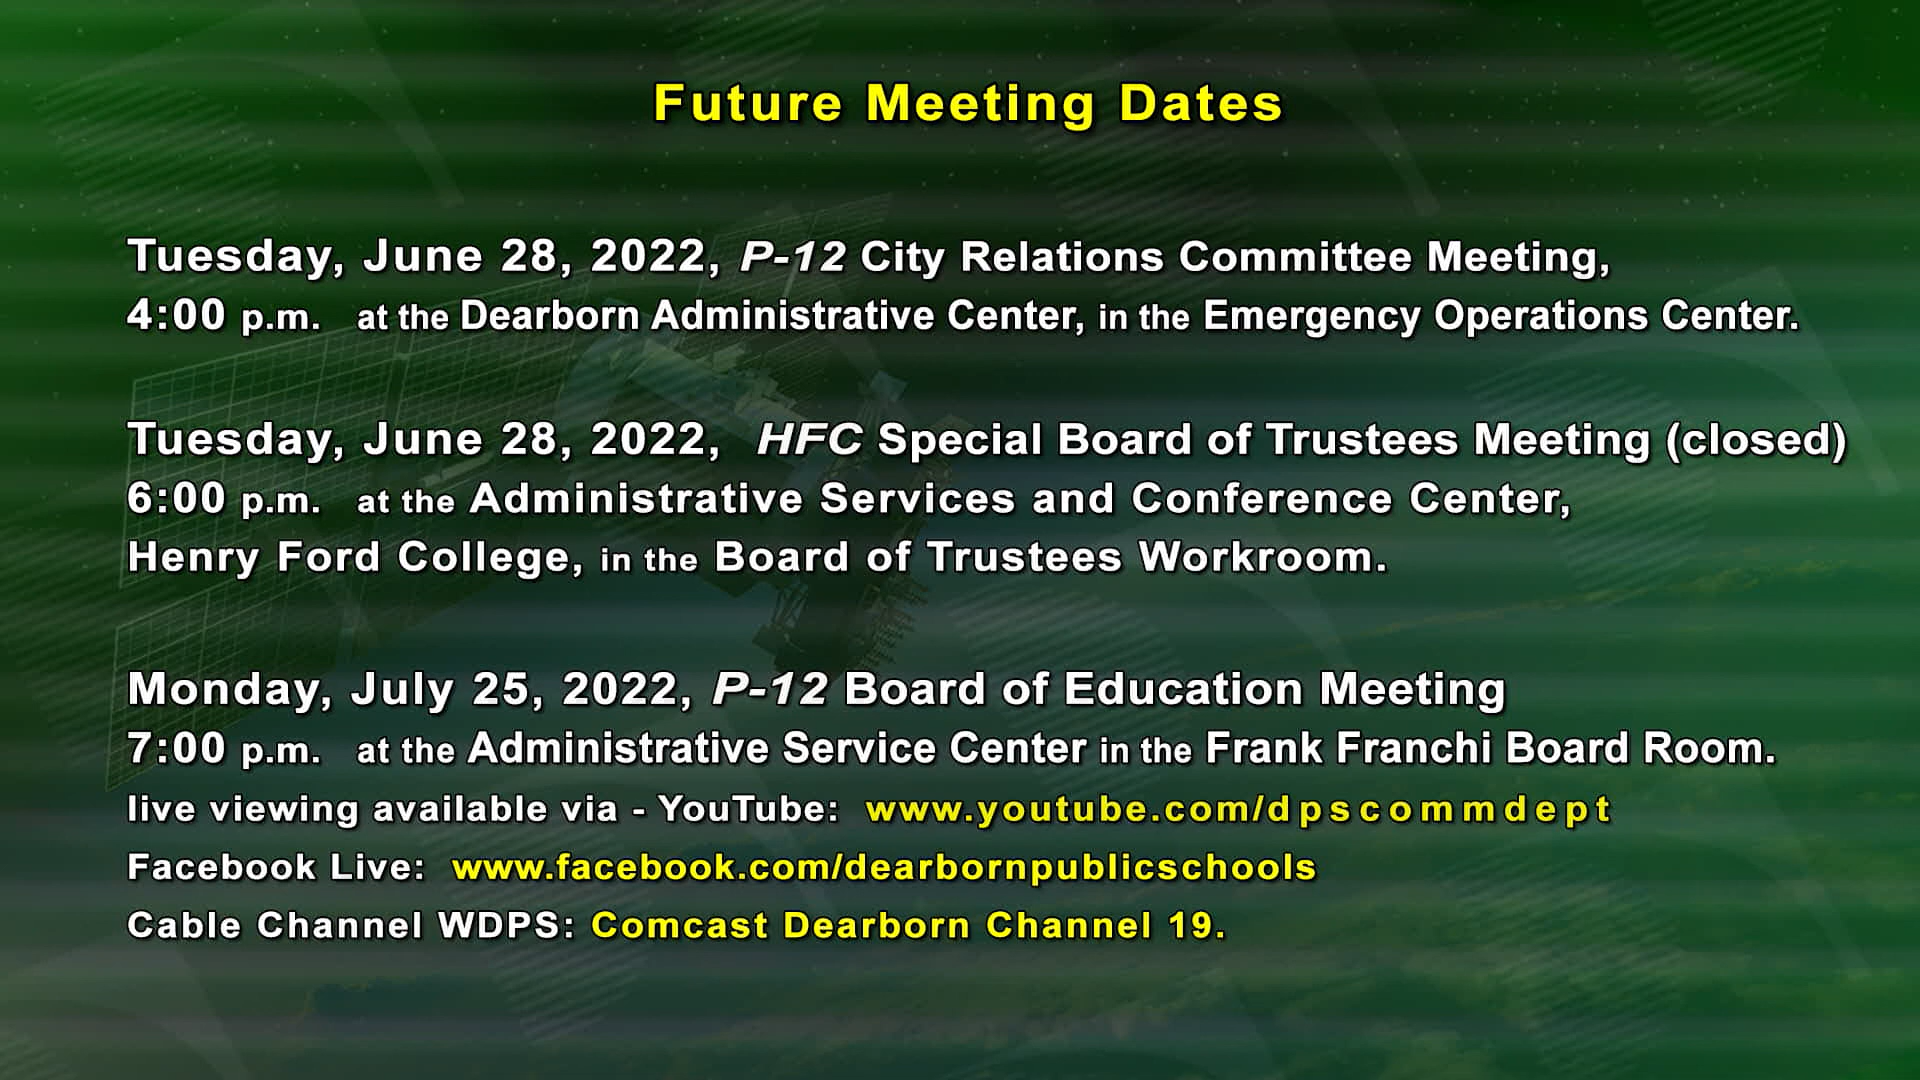 Future Meeting Dates
Tuesday, June 28, 2022, P-12 City Relations Committee Meeting,
4:00 p.m. at the Dearborn Administrative Center, in the Emergency Operations Center.
Tuesday, June 28, 2022, HFC Special Board of Trustees Meeting (closed)
6:00 p.m. at the Administrative Services and Conference Center,
Henry Ford College, in the Board of Trustees Workroom.
Monday, July 25, 2022, P-12 Board of Education Meeting
7:00 p.m. at the Administrative Service Center in the Frank Franchi Board Room.
live viewing available via - YouTube: www.youtube.com/dpscommdept
Facebook Live: www.facebook.com/dearbornpublicschools
Cable Channel WDPS: Comcast Dearborn Channel 19.